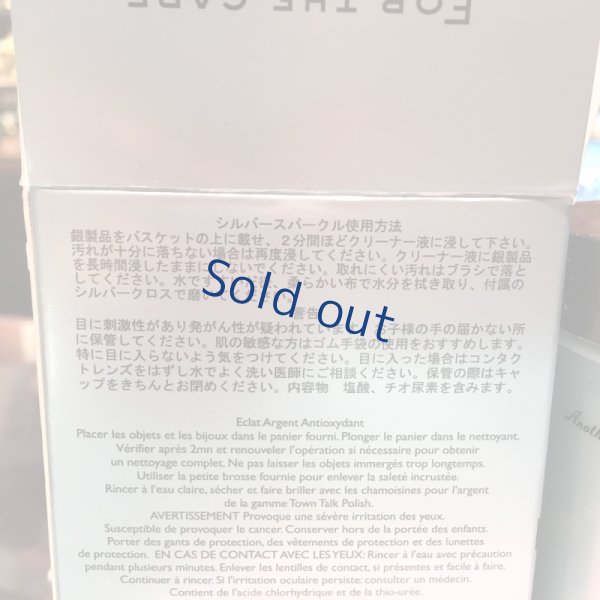 FOR THE CARE
Sold out
シルバースパークル使用方法
銀製品をバスケットの上に載せ、２分間ほどクリーナー液に浸して下さい。
汚れが十分に落ちない場合は再度浸してください。クリーナー液に銀製品
を長時間浸したままに　ないでください。取れにくい汚れはブラシで落と
してください。水で　　　　らかい布で水分を拭き取り、付属の
シルバークロスで磨い
警告
目に刺激性があり発がん性が疑われてい　　　　子様の手の届かない所
に保管してください。肌の敏感な方はゴム手袋の使用をおすすめします。
特に目に入らないよう気をつけてください。目に入った場合はコンタク
トレンズをはずし水でよく洗い医師にご相談ください。保管の際はキャ
ップをきちんとお閉めください。内容物　塩酸、チオ尿素を含みます。
Eclat Argent Antioxydant
Placer les objets et les bijoux dans le panier fourni. Plonger le panier dans le nettoyant.
Vérifier après 2mn et renouveler l'opération si nécessaire pour obtenir
un nettoyage complet. Ne pas laisser les objets immergés trop longtemps.
Utiliser la petite brosse fournie pour enlever la saleté incrustée.
Rincer à l'eau claire, sécher et faire briller avec les chamoisines pour l'argent
de la gamme Town Talk Polish.
AVERTISSEMENT Provoque une sévère irritation des yeux.
Susceptible de provoquer le cancer. Conserver hors de la portée des enfants.
Porter des gants de protection, des vêtements de protection et des lunettes
de protection. EN CAS DE CONTACT AVEC LES YEUX: Rincer à l'eau avec précaution
pendant plusieurs minutes. Enlever les lentilles de contact, si présentes et facile à faire.
Continuer à rincer. Si l'irritation oculaire persiste: consulter un médecin.
Contient de l'acide chlorhydrique et de la thio-urée.